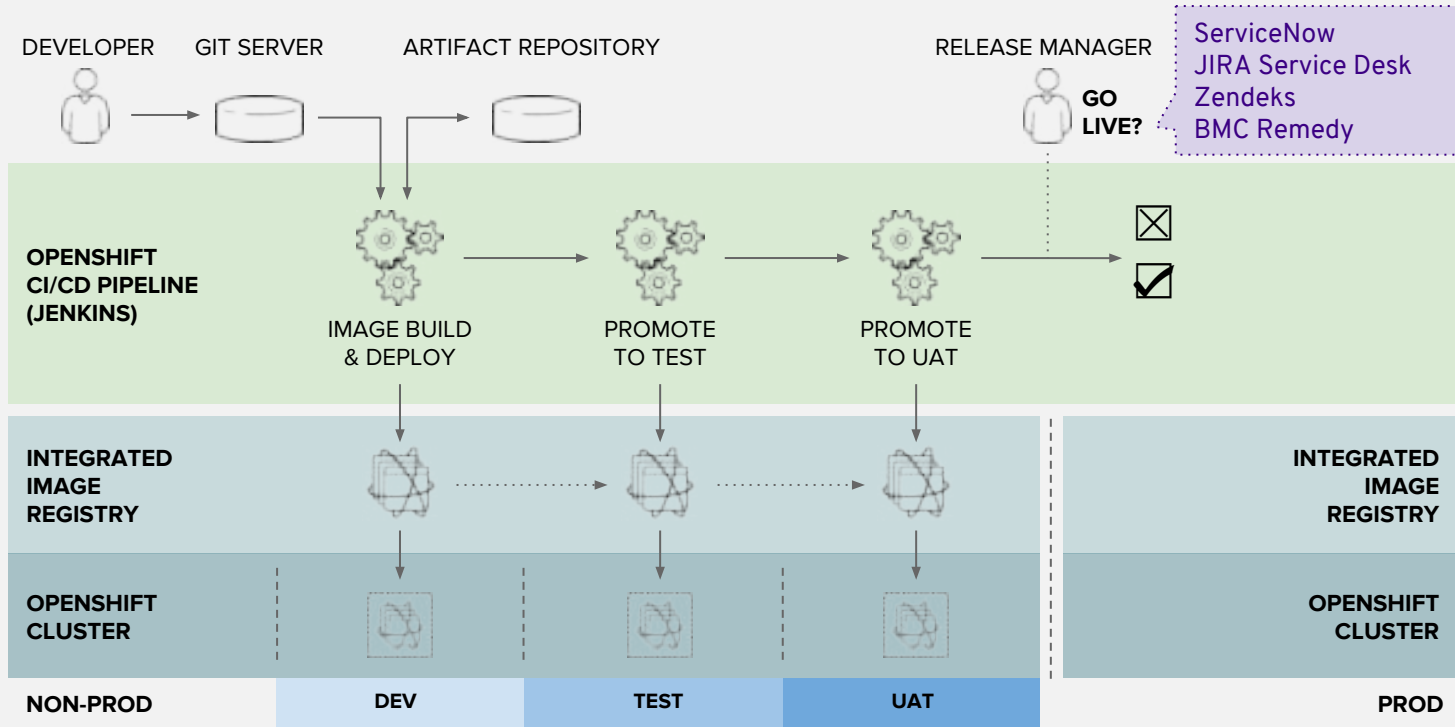 DEVELOPER
GIT SERVER
ARTIFACT REPOSITORY
RELEASE MANAGER
GO
LIVE?
ServiceNow
JIRA Service Desk
Zendeks
BMC Remedy
OPENSHIFT
CI/CD PIPELINE
(JENKINS)
IMAGE BUILD
& DEPLOY
PROMOTE
TO TEST
PROMOTE
TO UAT
INTEGRATED
IMAGE
REGISTRY
INTEGRATED
IMAGE
REGISTRY
OPENSHIFT
CLUSTER
OPENSHIFT
CLUSTER
NON-PROD
DEV
TEST
UAT
PROD